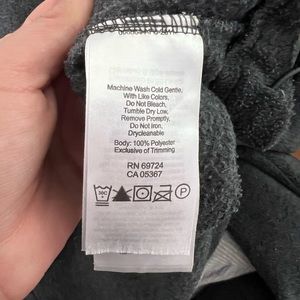 Machine Wash Cold Gentle,
With Like Colors,
Do Not Bleach,
Tumble Dry Low,
Remove Promptly,
Do Not Iron,
Drycleanable
Body: 100% Polyester
Exclusive of Trimming
RN 69724
CA 05367
30C
P